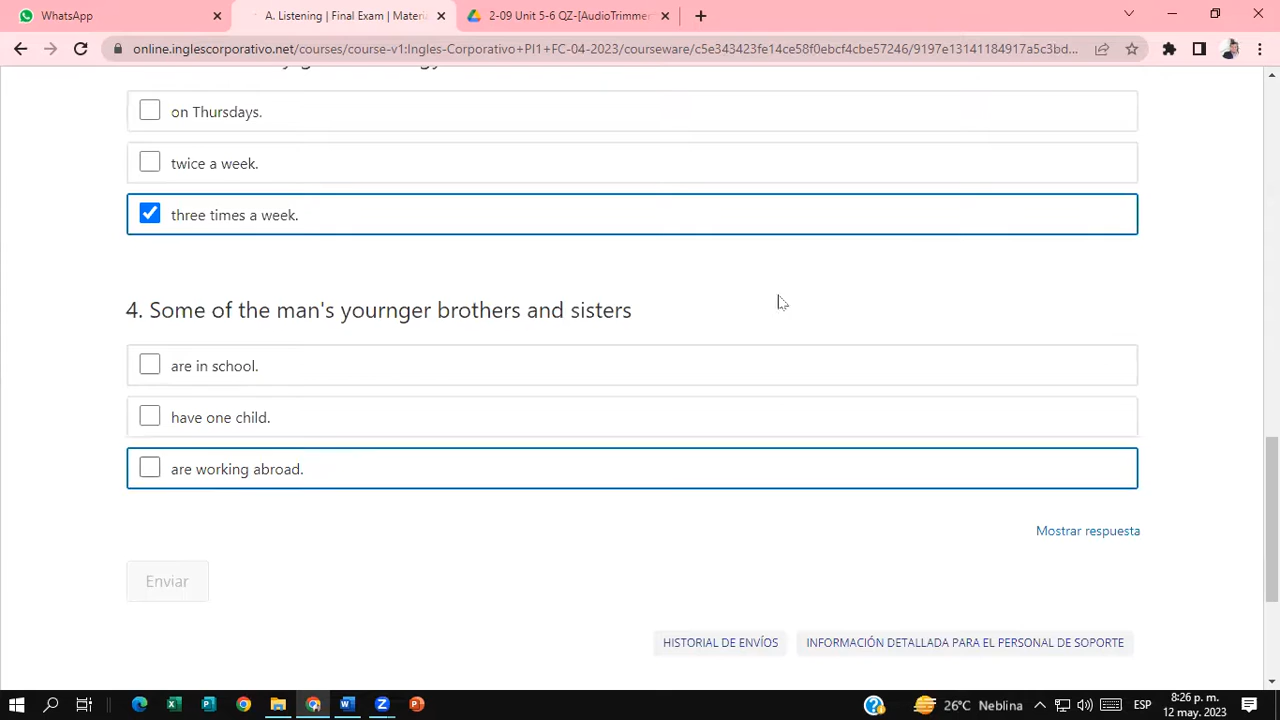 WhatsApp
A. Listening | Final Exam | Materia
2-09 Unit 5-6 QZ-[AudioTrimmer
online.inglescorporativo.net/courses/course-v1:Ingles-Corporativo+PI1+FC-04-2023/courseware/c5e343423fe14ce58f0ebcf4cbe57246/9197e13141184917a5c3bd...
on Thursdays.
twice a week.
three times a week.
4. Some of the man's yournger brothers and sisters
are in school.
have one child.
are working abroad.
Mostrar respuesta
Enviar
HISTORIAL DE ENVÍOS
INFORMACIÓN DETALLADA PARA EL PERSONAL DE SOPORTE
26°C Neblina
ESP
8:26 p. m.
12 may. 2023